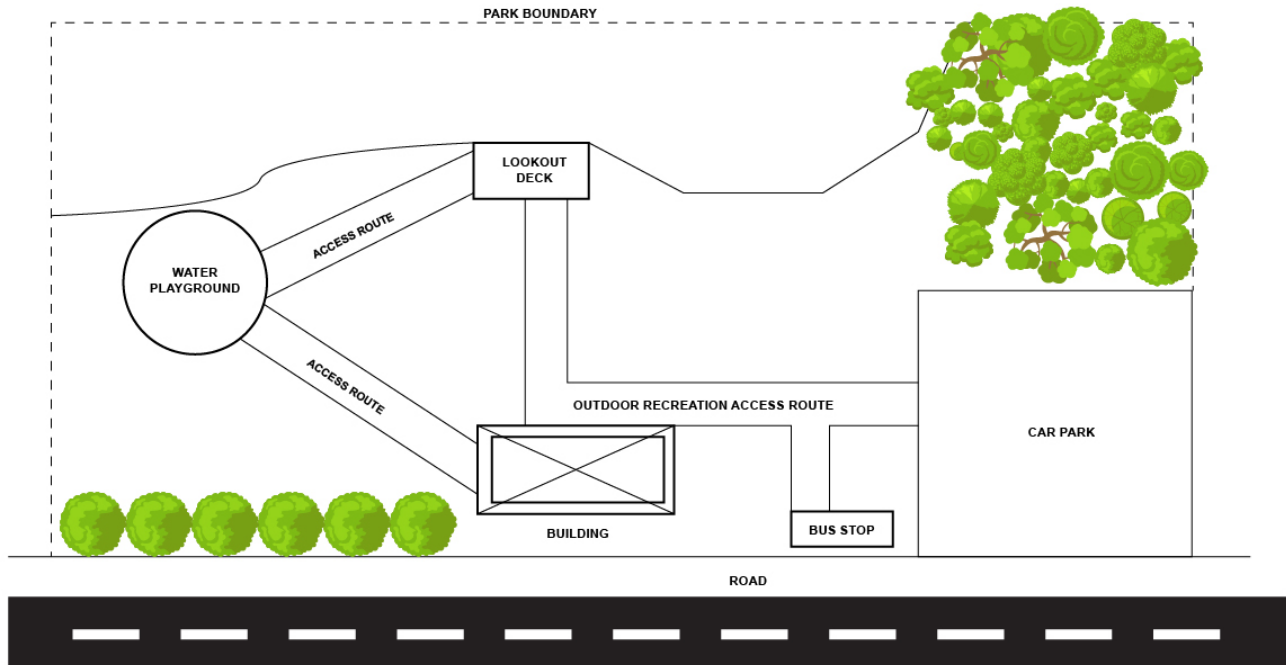 PARK BOUNDARY
LOOKOUT
DECK
ACCESS ROUTE
WATER
PLAYGROUND
ACCESS ROUTE
OUTDOOR RECREATION ACCESS ROUTE
CAR PARK
BUILDING
BUS STOP
ROAD